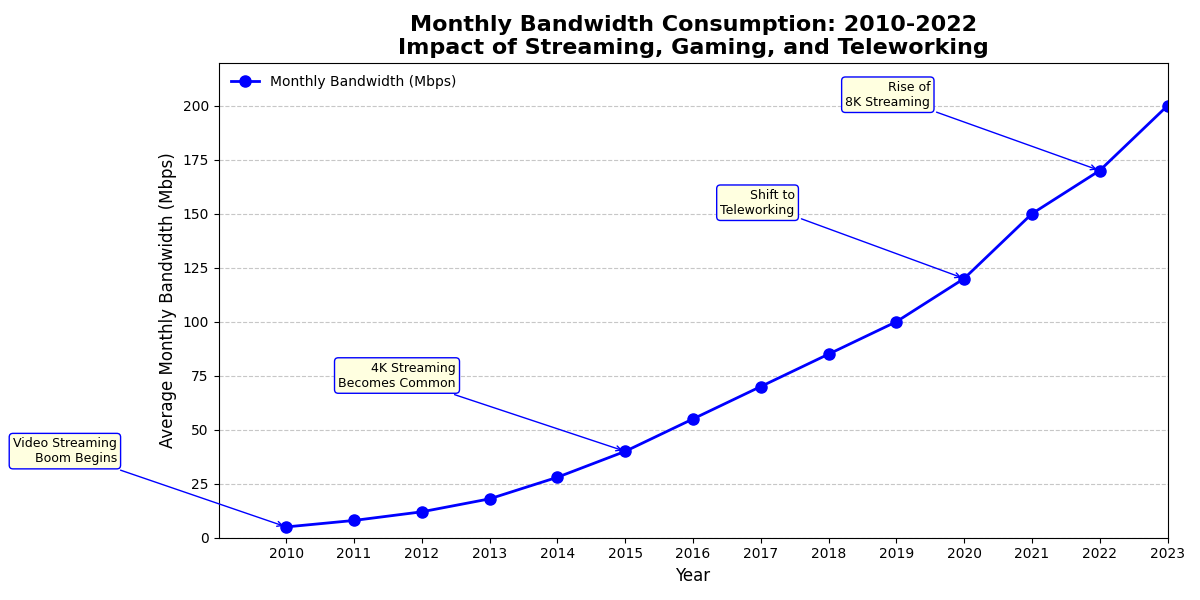 Monthly Bandwidth Consumption: 2010-2022
Impact of Streaming, Gaming, and Teleworking
Monthly Bandwidth (Mbps)
Rise of
8K Streaming
Shift to
Teleworking
4K Streaming
Becomes Common
Video Streaming
Boom Begins
Average Monthly Bandwidth (Mbps)
200
175
150
125
100
75
50
25
0
2010 2011 2012 2013 2014 2015 2016 2017 2018 2019 2020 2021 2022 2023
Year